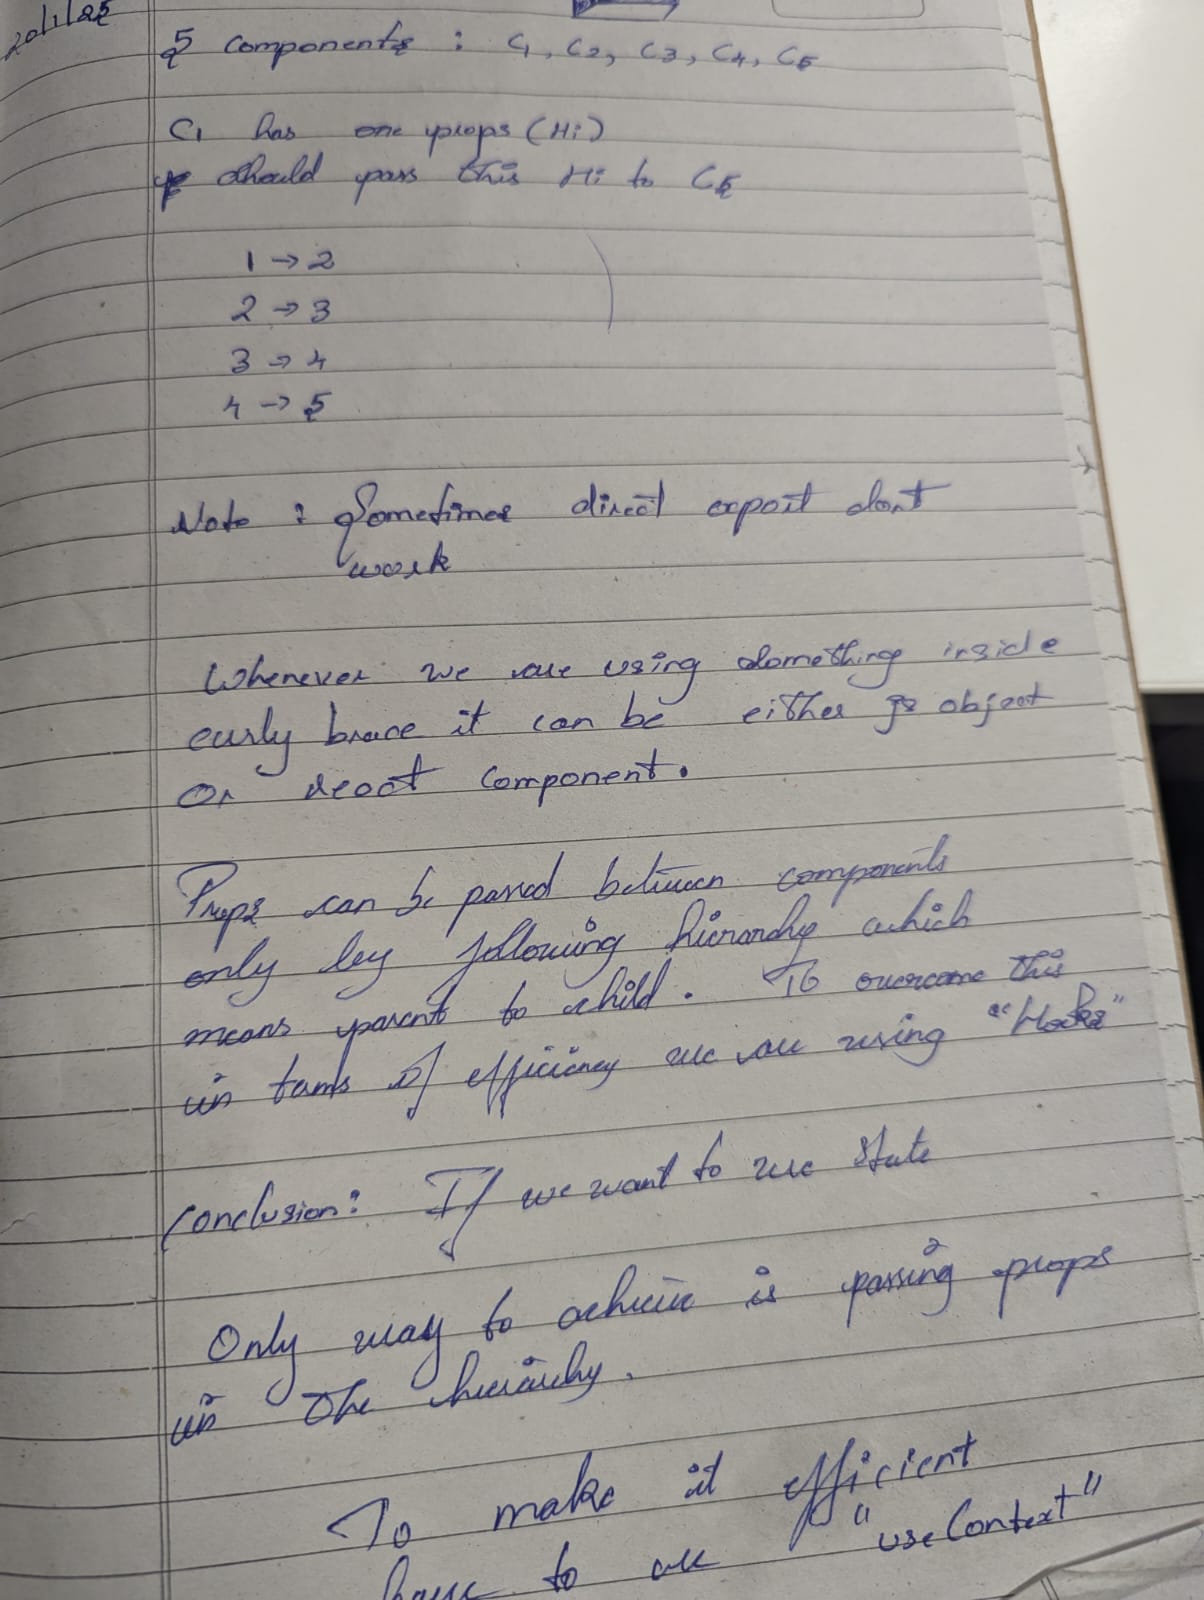 20/1/25
5 Components : C1, C2, C3, C4, C5
C1 has one props (Hi)
should pass this Hi to C5
1 → 2
2 → 3
3 → 4
4 → 5
Note : Sometimes direct export dont
work
Whenever we are using something inside
curly brace it can be either js object
or react component.
Props can be passed between components
only by following hierarchy which
means parent to child. To overcome this
in tams of efficiency we are using "Hooks"
Conclusion: If we want to use state
Only way to achieve is passing props
in the hierarchy.
To make it efficient
have to use "useContext"